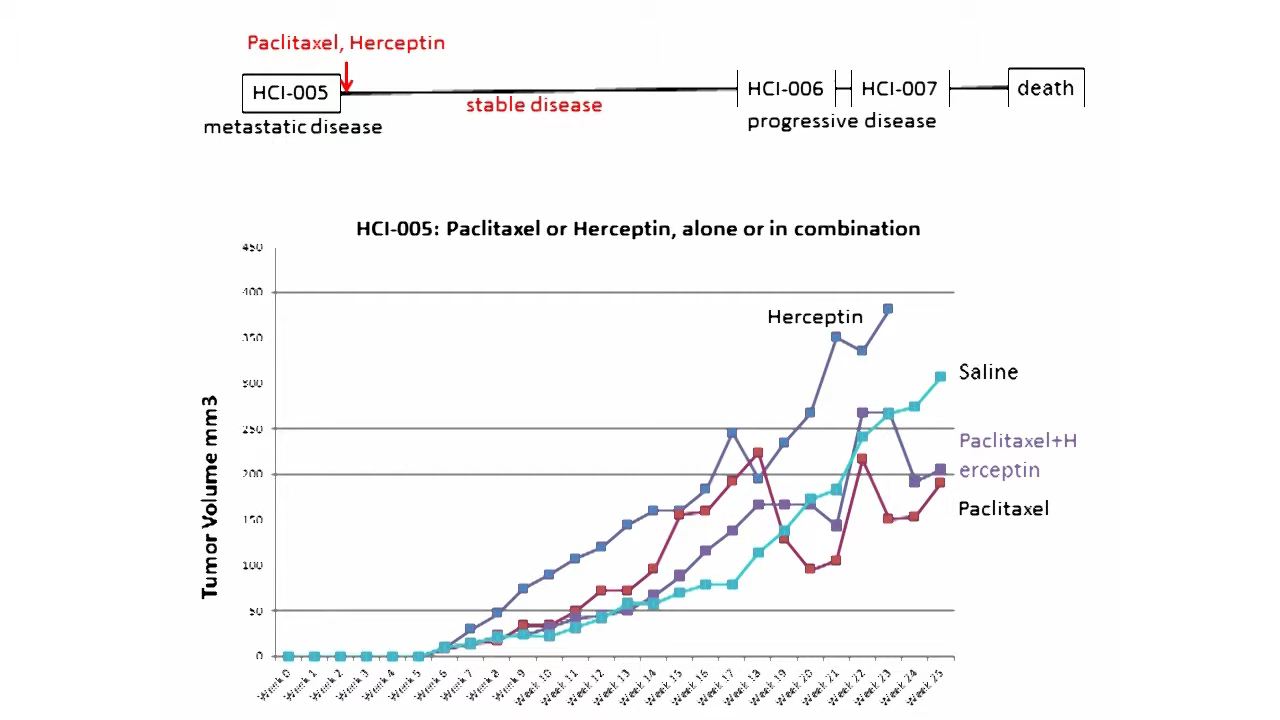 Paclitaxel, Herceptin
HCI-005
HCI-006
HCI-007
death
stable disease
metastatic disease
progressive disease
HCI-005: Paclitaxel or Herceptin, alone or in combination
450
400
350
300
250
200
150
100
50
0
Tumor Volume mm3
Herceptin
Saline
Paclitaxel+H
erceptin
Paclitaxel
Week 0
Week 1
Week 2
Week 3
Week 4
Week 5
Week 6
Week 7
Week 8
Week 9
Week 10
Week 11
Week 12
Week 13
Week 14
Week 15
Week 16
Week 17
Week 18
Week 19
Week 20
Week 21
Week 22
Week 23
Week 24
Week 25